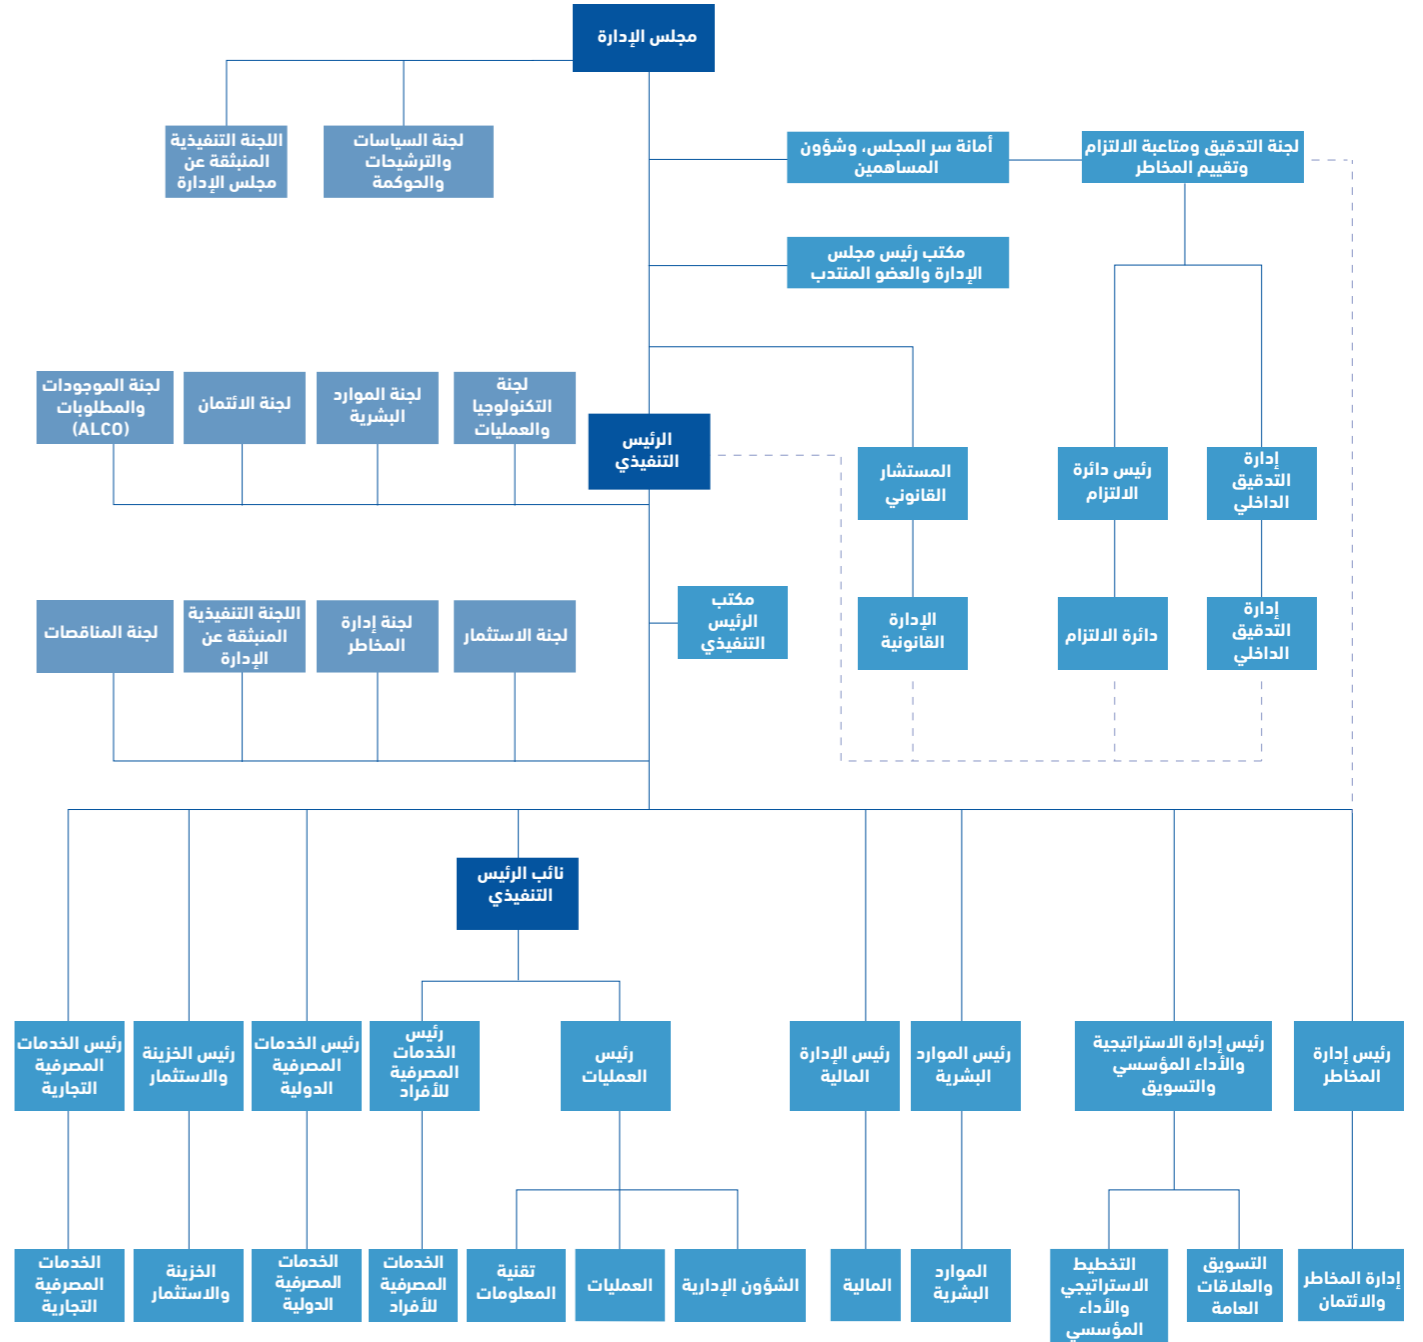 مجلس الإدارة
لجنة التدقيق ومتاعبة الالتزام
وتقييم المخاطر
أمانة سر المجلس، وشؤون
المساهمين
لجنة السياسات
والترشيحات
والحوكمة
اللجنة التنفيذية
المنبثقة عن
مجلس الإدارة
مكتب رئيس مجلس
الإدارة والعضو المنتدب
لجنة
التكنولوجيا
والعمليات
لجنة الموارد
البشرية
لجنة الائتمان
لجنة الموجودات
والمطلوبات
(ALCO)
الرئيس
التنفيذي
إدارة
التدقيق
الداخلي
رئيس دائرة
الالتزام
المستشار
القانوني
إدارة
التدقيق
الداخلي
دائرة الالتزام
الإدارة
القانونية
مكتب
الرئيس
التنفيذي
لجنة الاستثمار
لجنة إدارة
المخاطر
اللجنة التنفيذية
المنبثقة عن
الإدارة
لجنة المناقصات
نائب الرئيس
التنفيذي
رئيس إدارة
المخاطر
رئيس إدارة الاستراتيجية
والأداء المؤسسي
والتسويق
رئيس الموارد
البشرية
رئيس الإدارة
المالية
رئيس
العمليات
رئيس
الخدمات
المصرفية
للأفراد
رئيس الخدمات
المصرفية
الدولية
رئيس الخزينة
والاستثمار
رئيس الخدمات
المصرفية
التجارية
إدارة المخاطر
والائتمان
التسويق
والعلاقات
العامة
التخطيط
الاستراتيجي
والأداء
المؤسسي
الموارد
البشرية
المالية
الشؤون الإدارية
العمليات
تقنية
المعلومات
الخدمات
المصرفية
للأفراد
الخدمات
المصرفية
الدولية
الخزينة
والاستثمار
الخدمات
المصرفية
التجارية